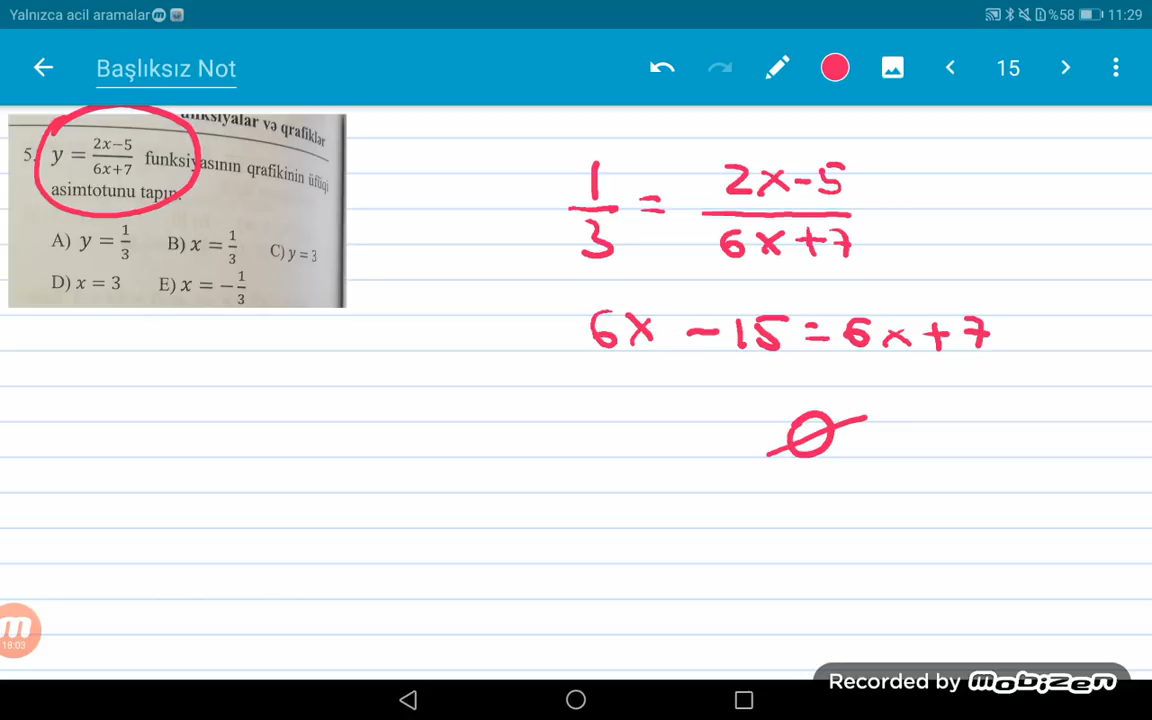 Yalnızca acil aramalar
%58 11:29
Başlıksız Not
15
funksiyalar və qrafiklər
5. y = 2x−5/6x+7 funksiyasının qrafikinin üfüqi
asimtotunu tapın.
A) y = 1/3 B) x = 1/3 C) y = 3
D) x = 3 E) x = −1/3
1/3 = 2x-5/6x+7
6x - 15 = 6x + 7
∅
18:03
Recorded by mobizen